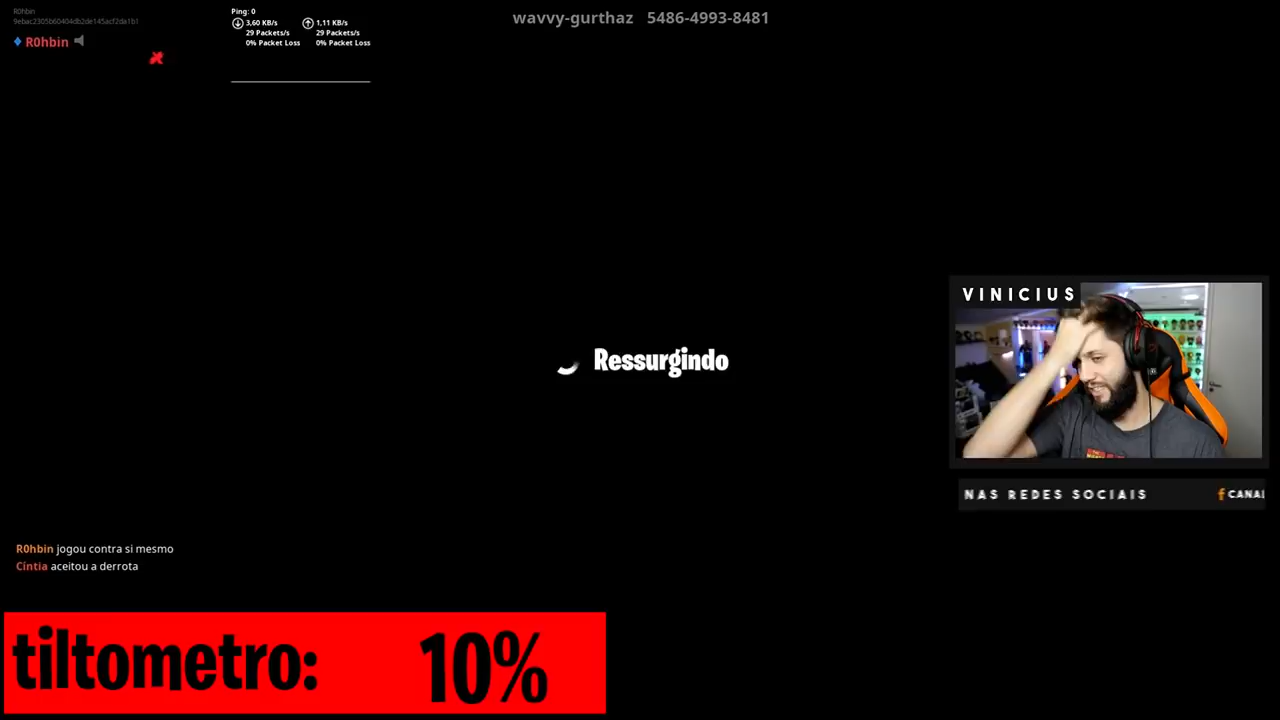 R0hbin
9ebac2305b60404db2de145acf2da1b1
R0hbin
Ping: 0
3,60 KB/s 1,11 KB/s
29 Packets/s 29 Packets/s
0% Packet Loss 0% Packet Loss
wavvy-gurthaz 5486-4993-8481
VINICIUS
Ressurgindo
NAS REDES SOCIAIS CANAL
R0hbin jogou contra si mesmo
Cíntia aceitou a derrota
tiltometro: 10%